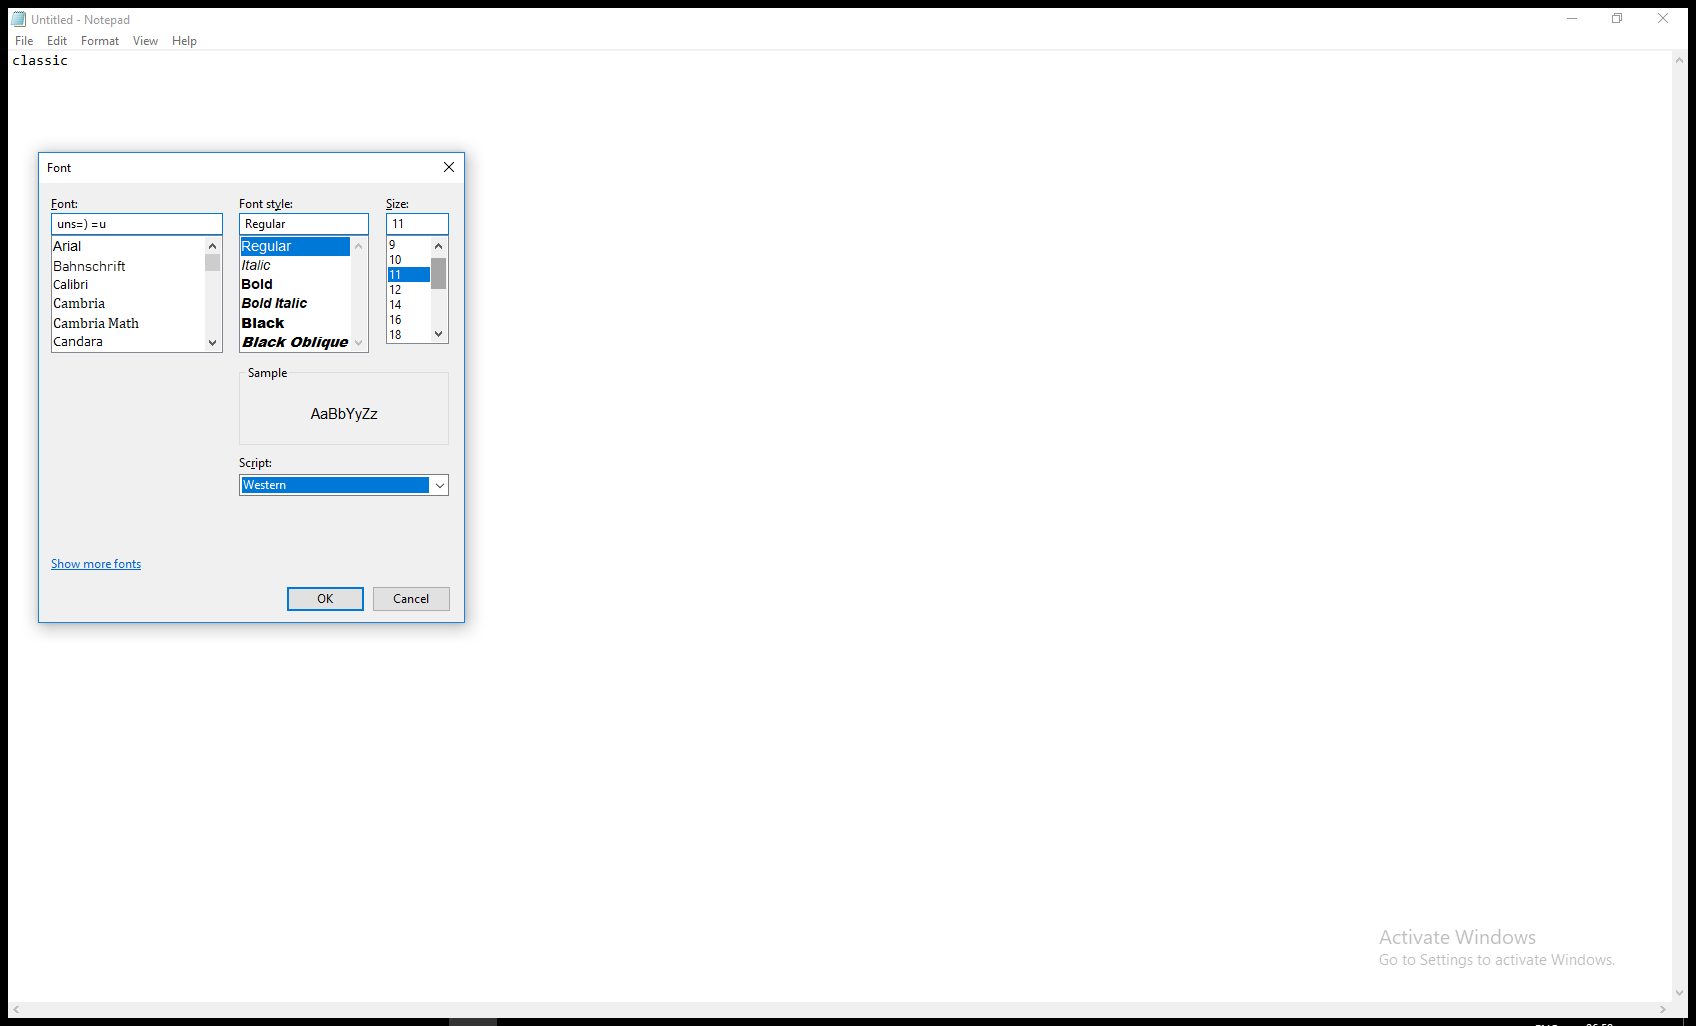 Untitled - Notepad
File Edit Format View Help
classic
Font
Font: Font style: Size:
uns=) =u Regular 11
Arial
Bahnschrift
Calibri
Cambria
Cambria Math
Candara
Regular
Italic
Bold
Bold Italic
Black
Black Oblique
9
10
11
12
14
16
18
Sample
AaBbYyZz
Script:
Western
Show more fonts
OK Cancel
Activate Windows
Go to Settings to activate Windows.